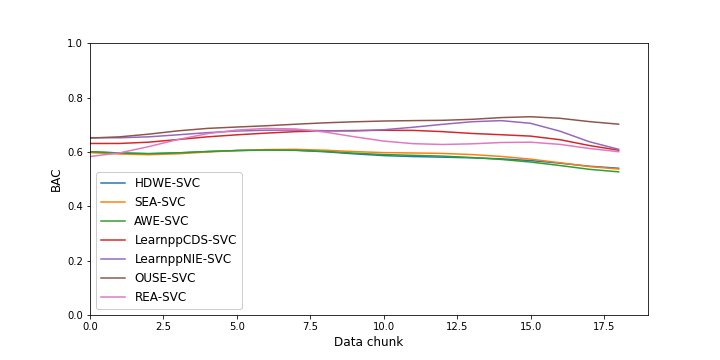 1.0
0.8
0.6
0.4
0.2
0.0
BAC
HDWE-SVC
SEA-SVC
AWE-SVC
LearnppCDS-SVC
LearnppNIE-SVC
OUSE-SVC
REA-SVC
0.0 2.5 5.0 7.5 10.0 12.5 15.0 17.5
Data chunk